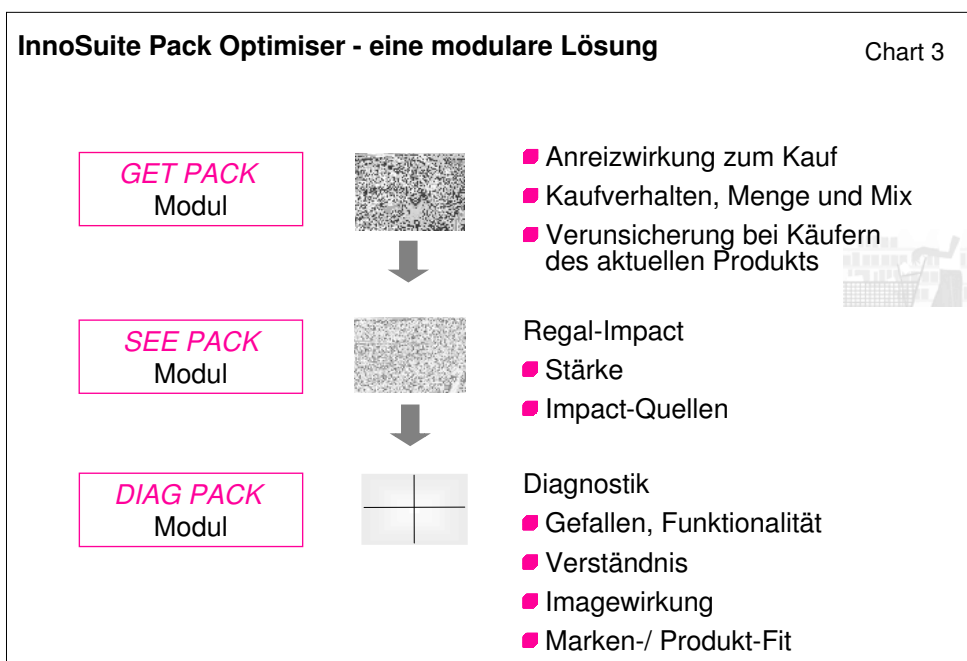 InnoSuite Pack Optimiser - eine modulare Lösung
Chart 3
GET PACK
Modul
Anreizwirkung zum Kauf
Kaufverhalten, Menge und Mix
Verunsicherung bei Käufern
des aktuellen Produkts
SEE PACK
Modul
Regal-Impact
Stärke
Impact-Quellen
DIAG PACK
Modul
Diagnostik
Gefallen, Funktionalität
Verständnis
Imagewirkung
Marken-/ Produkt-Fit